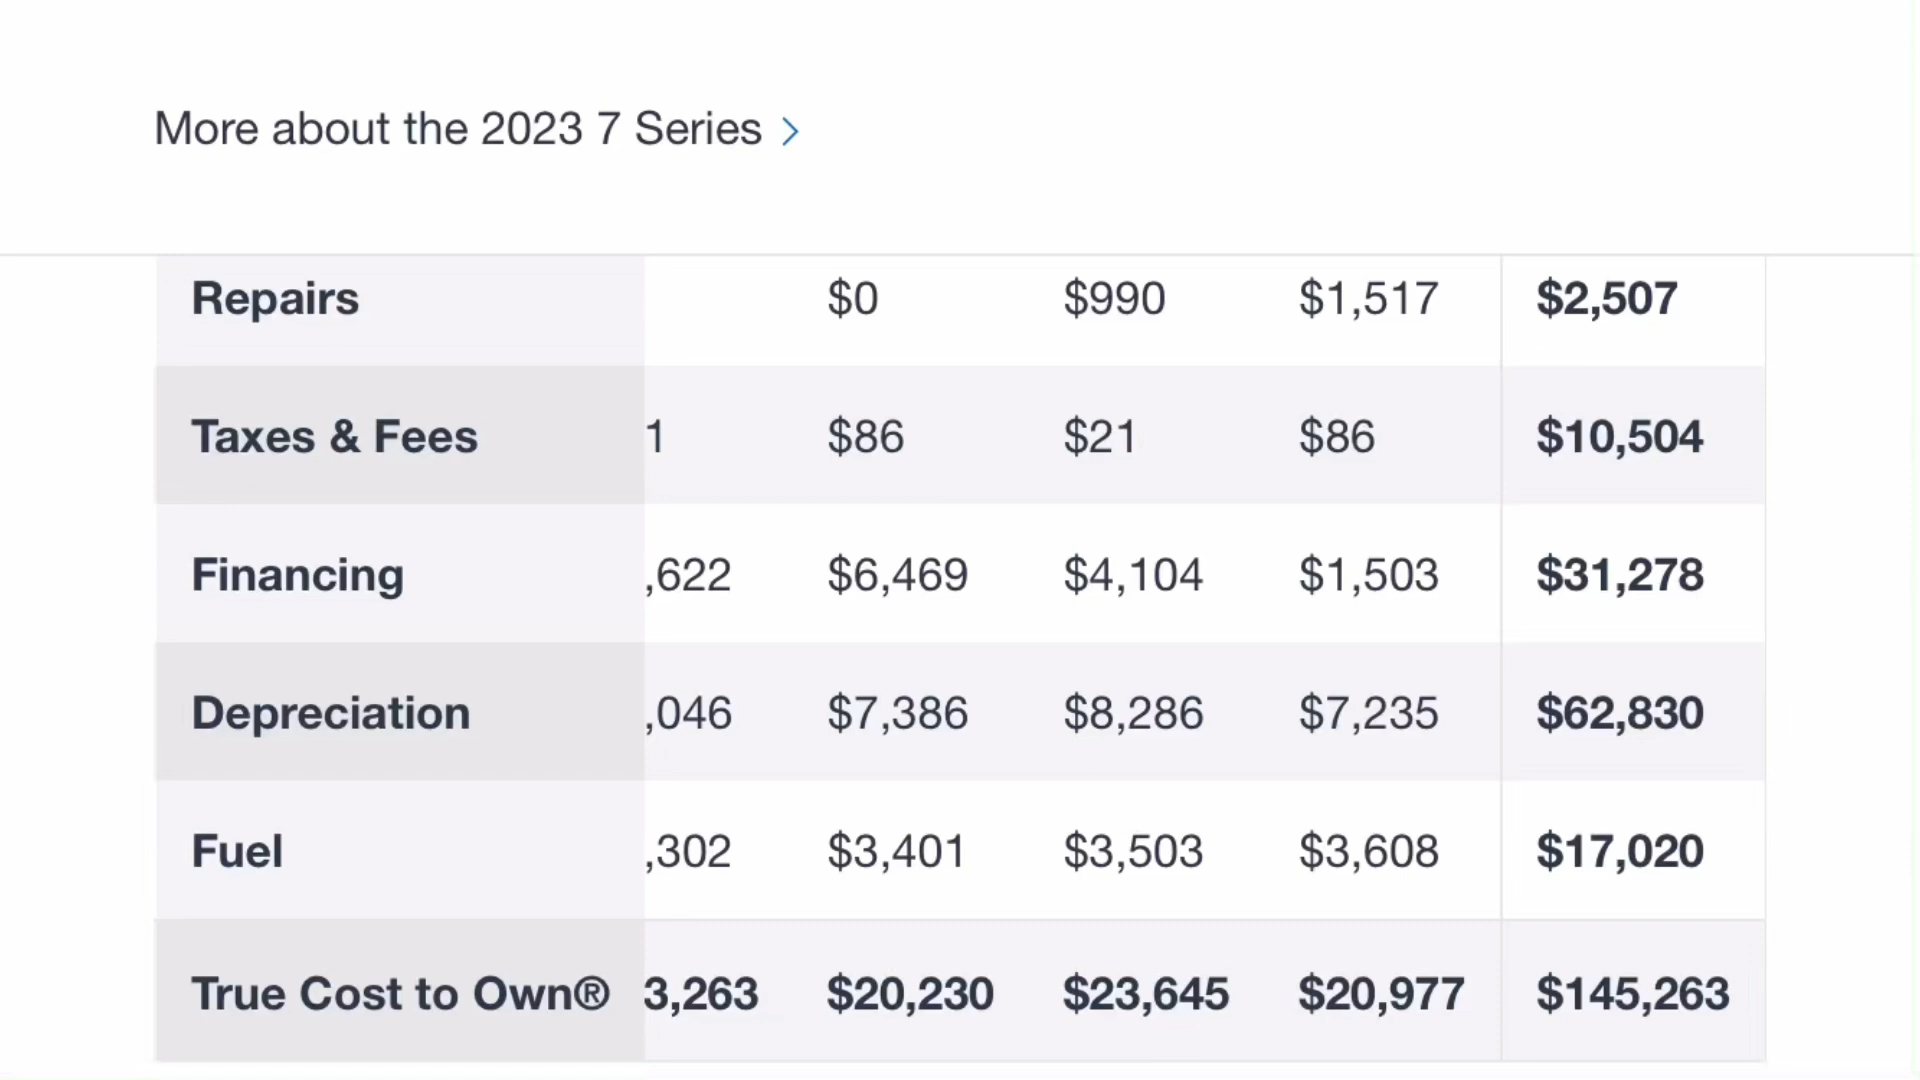 More about the 2023 7 Series >
Repairs $0 $990 $1,517 $2,507
Taxes & Fees 1 $86 $21 $86 $10,504
Financing ,622 $6,469 $4,104 $1,503 $31,278
Depreciation ,046 $7,386 $8,286 $7,235 $62,830
Fuel ,302 $3,401 $3,503 $3,608 $17,020
True Cost to Own® 3,263 $20,230 $23,645 $20,977 $145,263